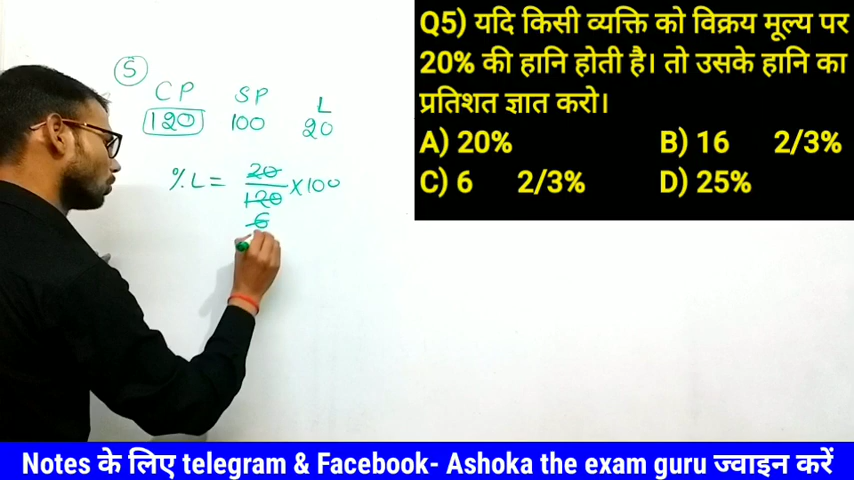 5
CP SP L
120 100 20
%L = 20/120 ×100
6
Q5) यदि किसी व्यक्ति को विक्रय मूल्य पर
20% की हानि होती है। तो उसके हानि का
प्रतिशत ज्ञात करो।
A) 20% B) 16 2/3%
C) 6 2/3% D) 25%
Notes के लिए telegram & Facebook- Ashoka the exam guru ज्वाइन करें